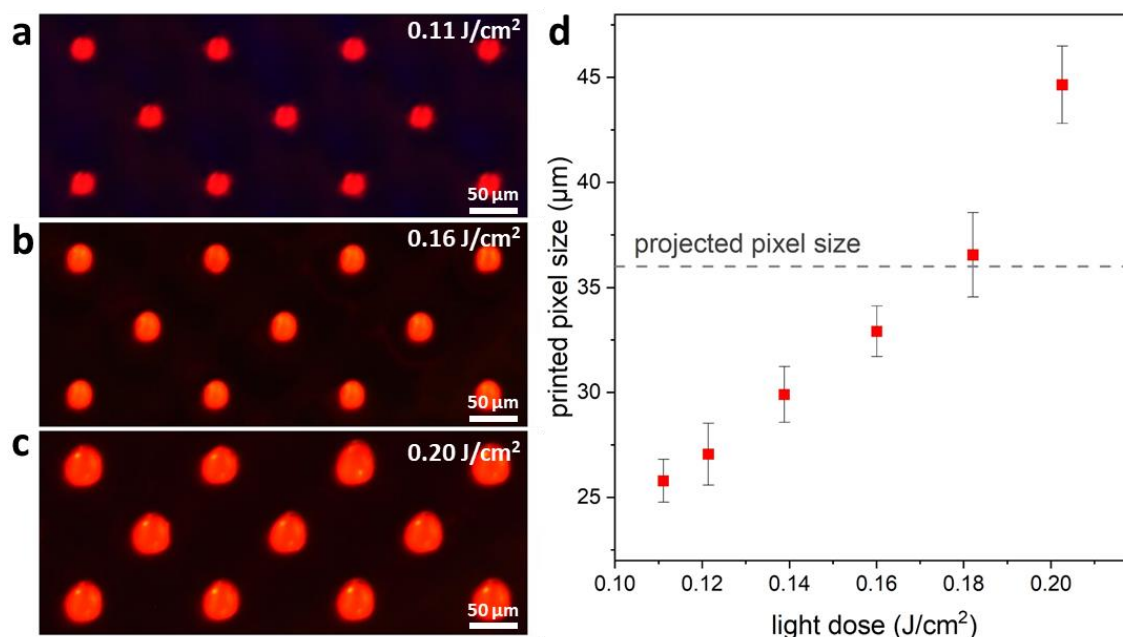 a
0.11 J/cm²
50 µm
b
0.16 J/cm²
50 µm
c
0.20 J/cm²
50 µm
d
printed pixel size (µm)
45
40
35
30
25
projected pixel size
0.10 0.12 0.14 0.16 0.18 0.20
light dose (J/cm²)